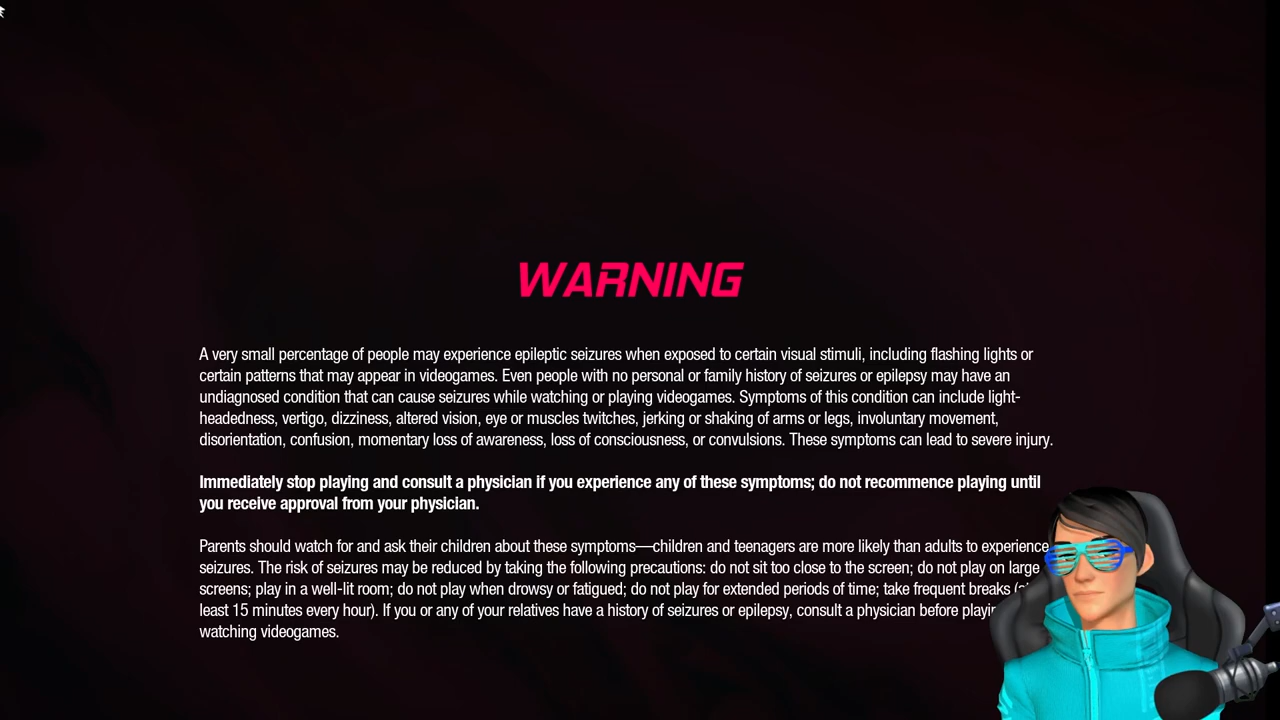 WARNING
A very small percentage of people may experience epileptic seizures when exposed to certain visual stimuli, including flashing lights or
certain patterns that may appear in videogames. Even people with no personal or family history of seizures or epilepsy may have an
undiagnosed condition that can cause seizures while watching or playing videogames. Symptoms of this condition can include light-
headedness, vertigo, dizziness, altered vision, eye or muscles twitches, jerking or shaking of arms or legs, involuntary movement,
disorientation, confusion, momentary loss of awareness, loss of consciousness, or convulsions. These symptoms can lead to severe injury.
Immediately stop playing and consult a physician if you experience any of these symptoms; do not recommence playing until
you receive approval from your physician.
Parents should watch for and ask their children about these symptoms—children and teenagers are more likely than adults to experience
seizures. The risk of seizures may be reduced by taking the following precautions: do not sit too close to the screen; do not play on large
screens; play in a well-lit room; do not play when drowsy or fatigued; do not play for extended periods of time; take frequent breaks
least 15 minutes every hour). If you or any of your relatives have a history of seizures or epilepsy, consult a physician before
watching videogames.